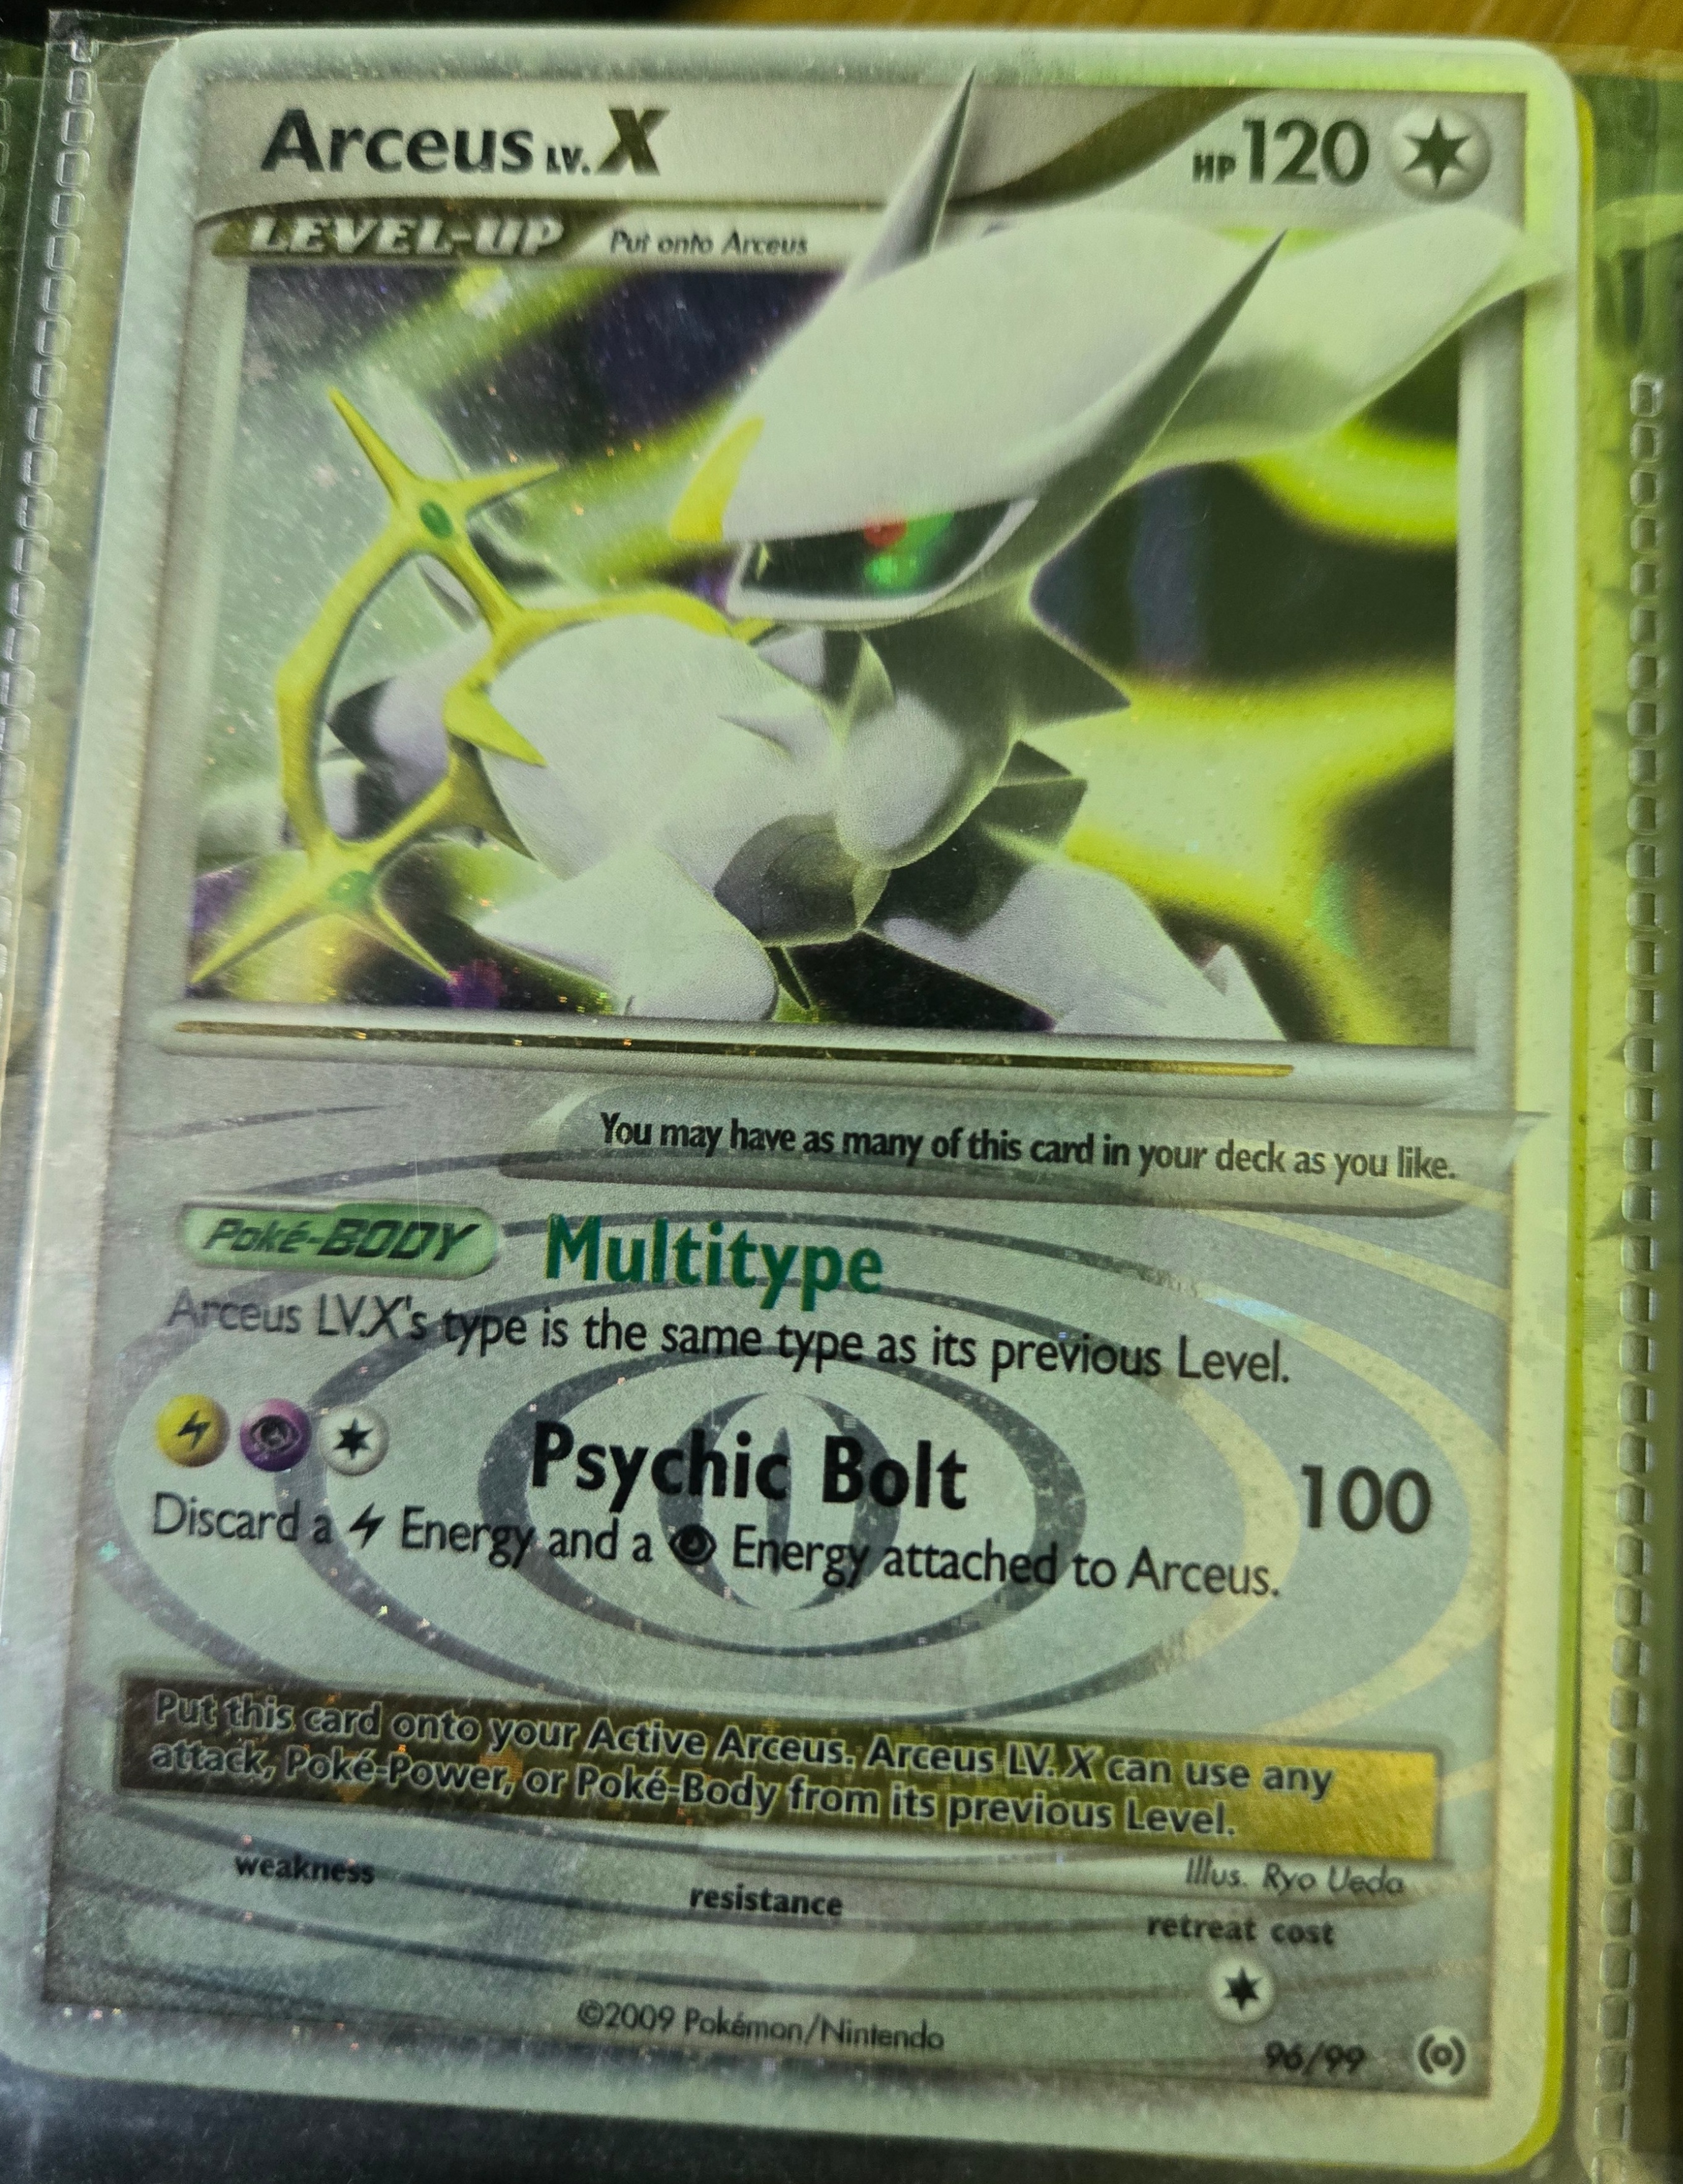 Arceus LV. X HP 120
LEVEL-UP Put onto Arceus
You may have as many of this card in your deck as you like.
Poké-BODY Multitype
Arceus LV.X's type is the same type as its previous Level.
Psychic Bolt 100
Discard a Energy and a Energy attached to Arceus.
Put this card onto your Active Arceus. Arceus LV. X can use any
attack, Poké-Power, or Poké-Body from its previous Level.
Illus. Ryo Ueda
weakness resistance retreat cost
©2009 Pokémon/Nintendo
96/99